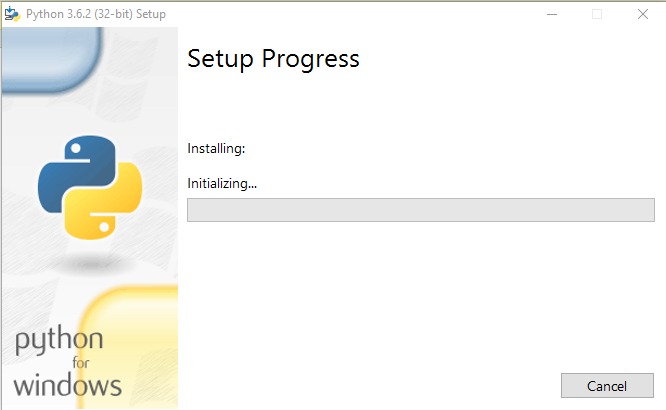 Python 3.6.2 (32-bit) Setup
Setup Progress
Installing:
Initializing...
python
for
windows
Cancel